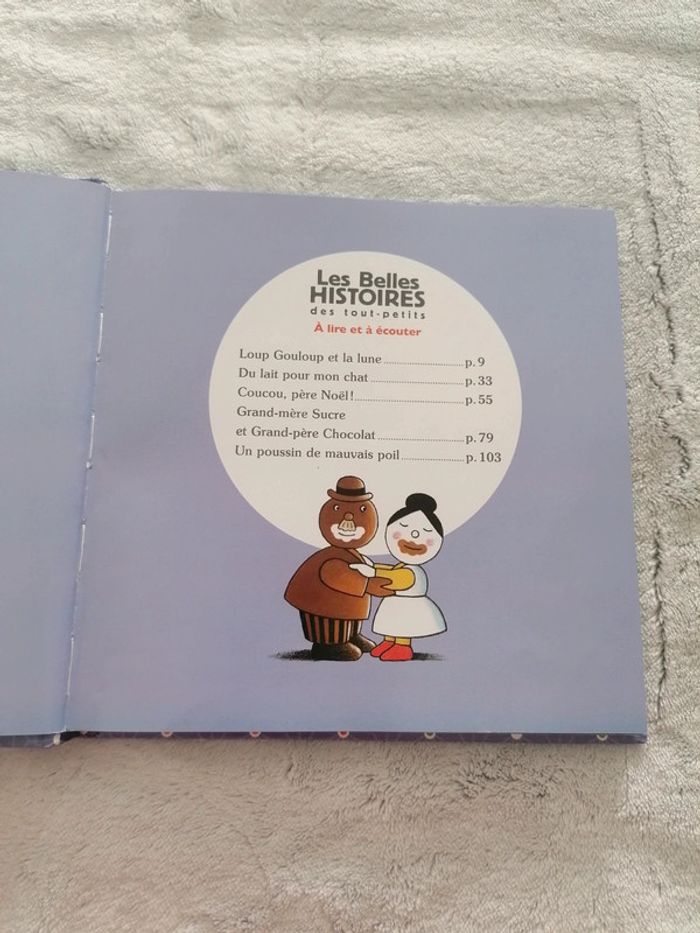 Les Belles
HISTOIRES
des tout-petits
À lire et à écouter
Loup Gouloup et la lune.......................p. 9
Du lait pour mon chat..........................p. 33
Coucou, père Noël!...............................p. 55
Grand-mère Sucre
et Grand-père Chocolat.........................p. 79
Un poussin de mauvais poil..................p. 103